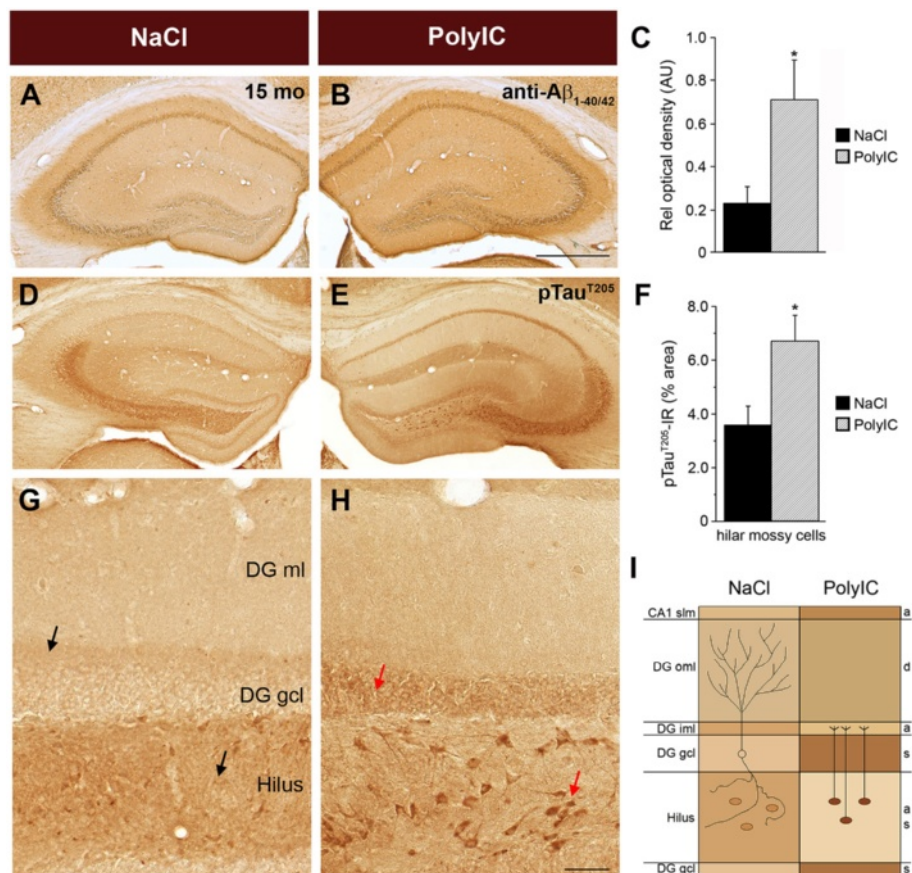 NaCl
PolyIC
A
15 mo
B
anti-Aβ1-40/42
C
Rel optical density (AU)
1.0
0.8
0.6
0.4
0.2
0
*
NaCl
PolyIC
D
E
pTauT205
F
pTauT205-IR (% area)
8.0
6.0
4.0
2.0
0
*
NaCl
PolyIC
hilar mossy cells
G
DG ml
DG gcl
Hilus
H
I
NaCl
PolyIC
CA1 slm
a
DG oml
d
DG iml
a
DG gcl
s
Hilus
a
s
DG gcl
s